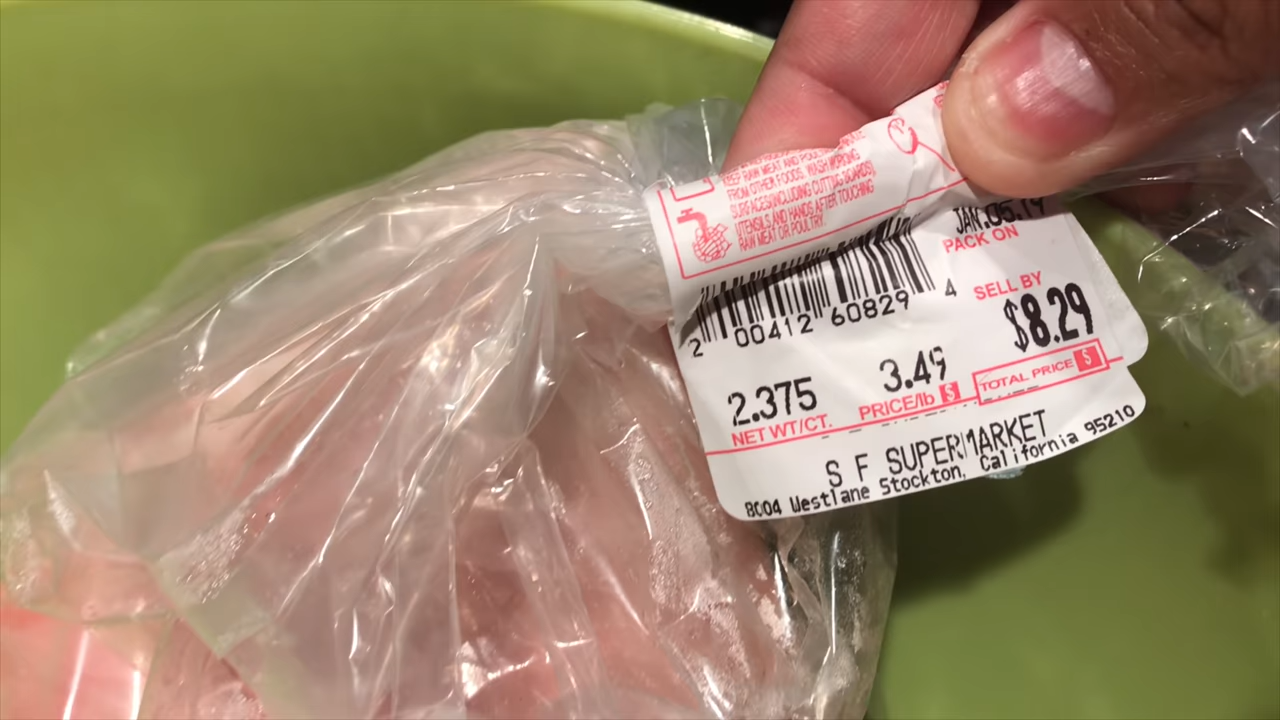 KEEP RAW MEAT AND POULTRY
FROM OTHER FOODS. WASH WORKING
SURFACES(INCLUDING CUTTING BOARDS),
UTENSILS AND HANDS AFTER TOUCHING
RAW MEAT OR POULTRY.
JAN.05.19
PACK ON
2 00412 60829 4
SELL BY
$8.29
2.375
3.49
NET WT/CT.
PRICE/lb $
TOTAL PRICE $
S F SUPERMARKET
8004 Westlane Stockton, California 95210